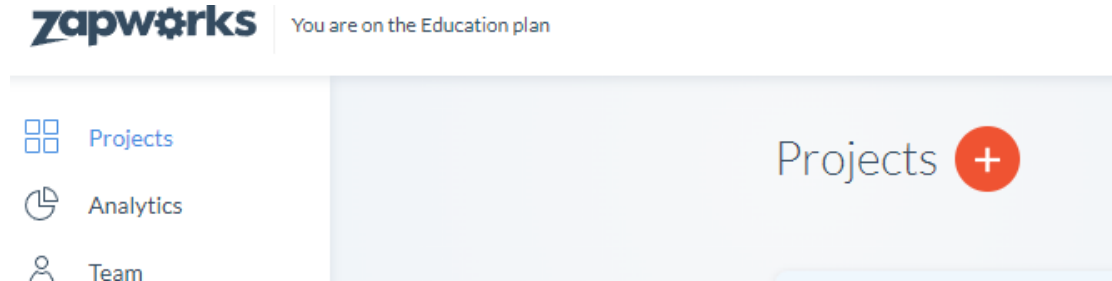 zapworks
You are on the Education plan
Projects
Projects +
Analytics
Team